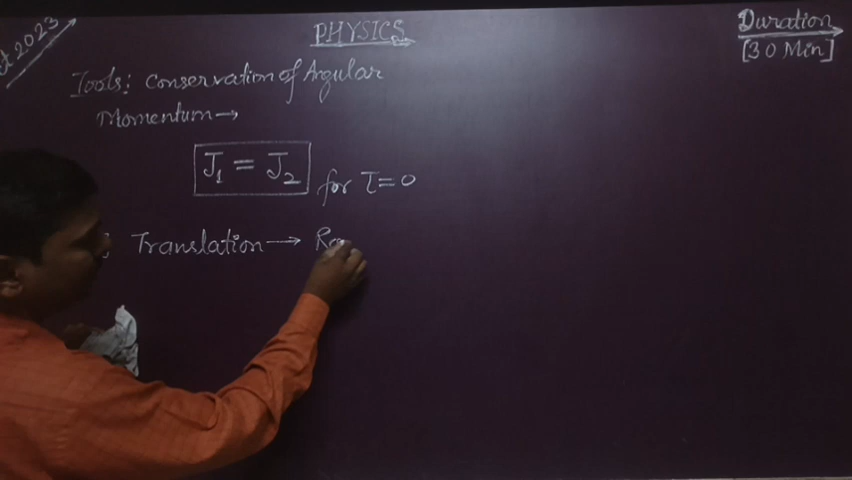 2023
PHYSICS
Duration
[30 Min]
Tools: Conservation of Angular
Momentum →
J₁ = J₂ for τ=0
Translation →